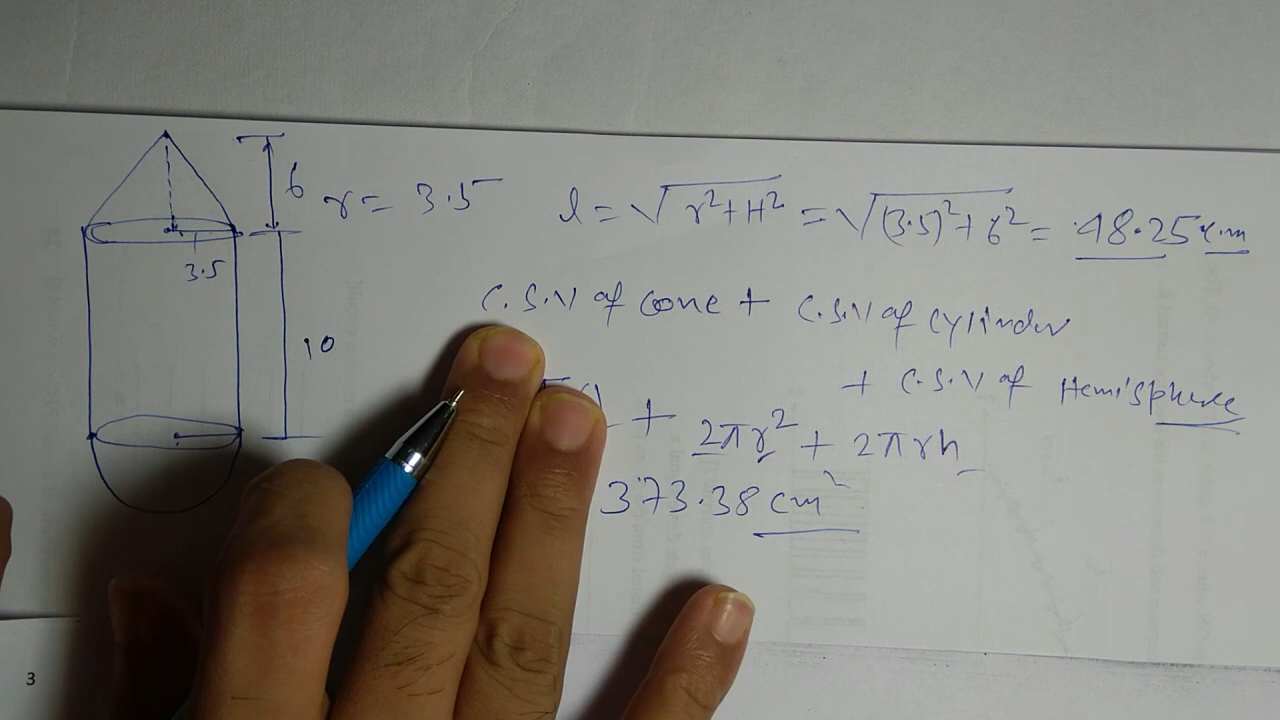 6
r = 3.5
l = √r²+H² = √(3.5)²+6² = 48.25 cm
3.5
C.S.A of Cone + C.S.A of Cylinder
+ C.S.A of Hemisphere
10
+ 2πr² + 2πrh
373.38 cm²
3